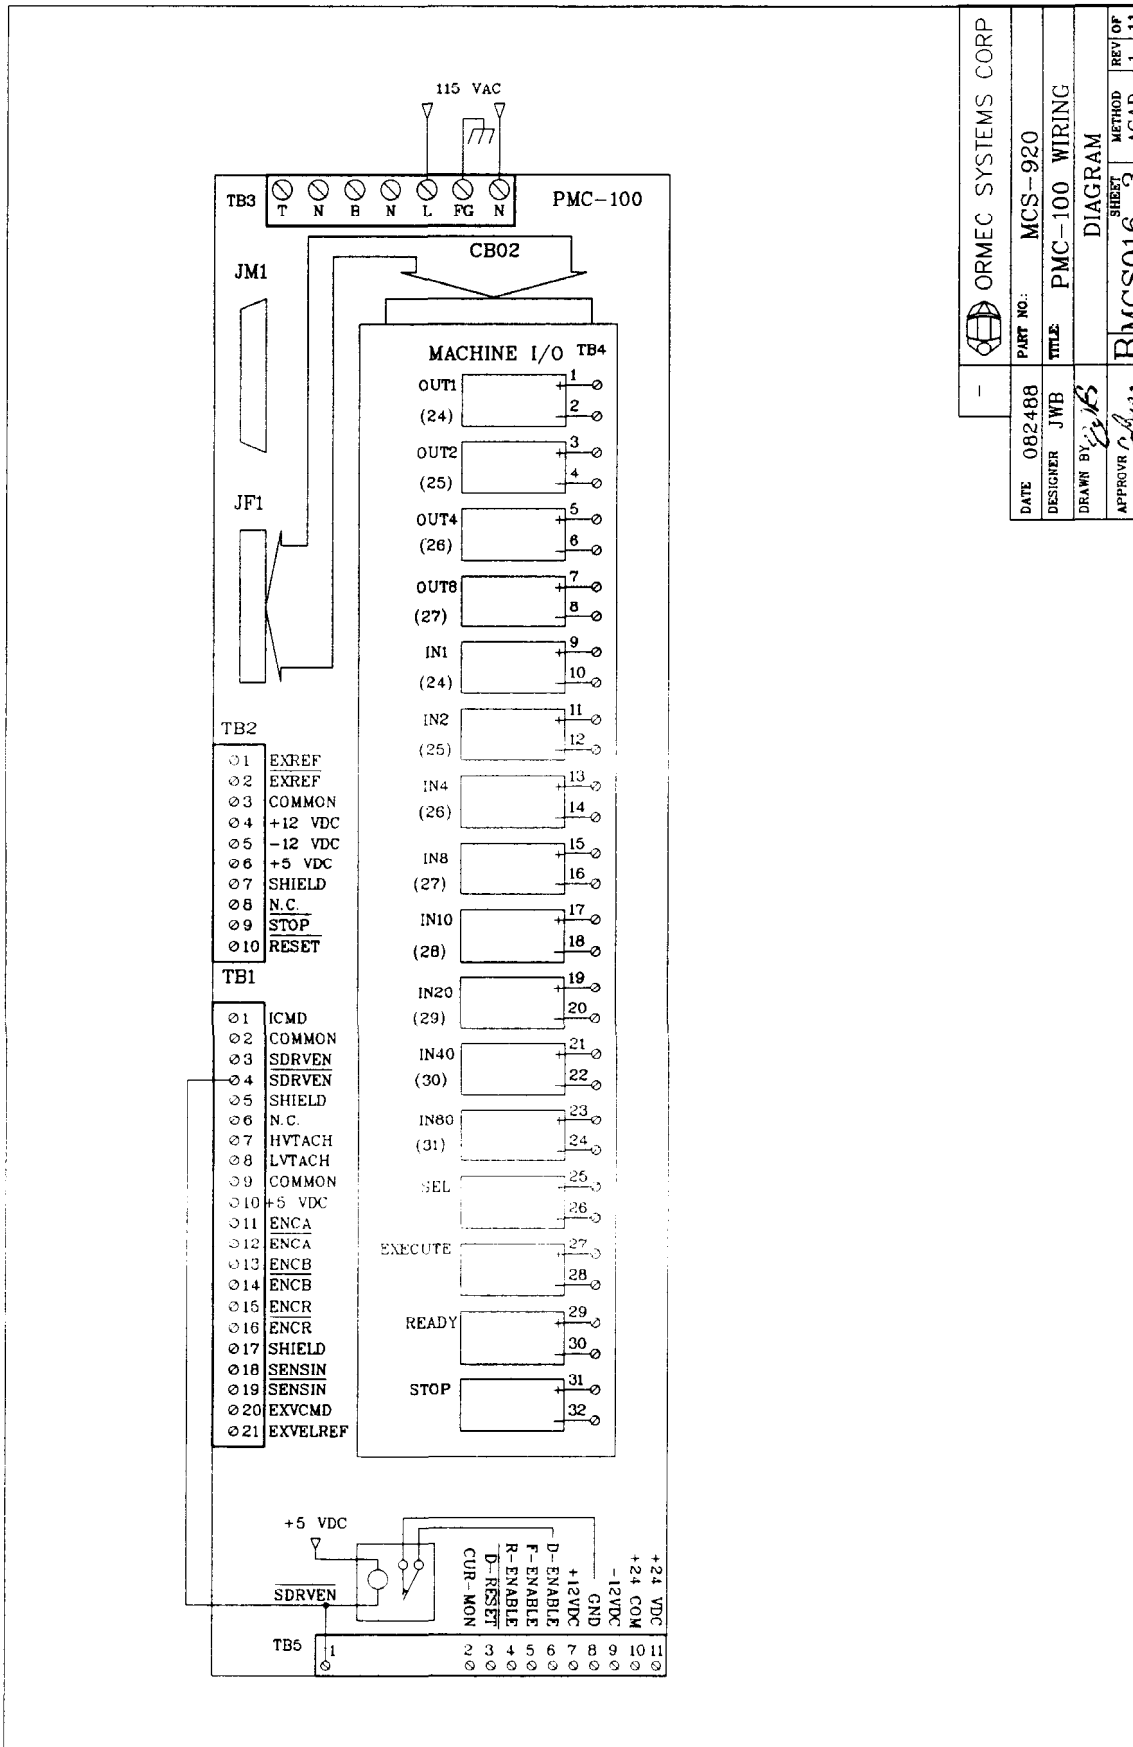 115 VAC
TB3
T N B N L FG N
PMC-100
CB02
JM1
MACHINE I/O TB4
OUT1 + 1
(24) - 2
OUT2 + 3
(25) - 4
JF1
OUT4 + 5
(26) - 6
OUT8 + 7
(27) - 8
IN1 + 9
(24) - 10
IN2 + 11
(25) - 12
IN4 + 13
(26) - 14
IN8 + 15
(27) - 16
IN10 + 17
(28) - 18
IN20 + 19
(29) - 20
IN40 + 21
(30) - 22
IN80 + 23
(31) - 24
SEL + 25
- 26
EXECUTE + 27
- 28
READY + 29
- 30
STOP + 31
- 32
TB2
1 EXREF
2 EXREF
3 COMMON
4 +12 VDC
5 -12 VDC
6 +5 VDC
7 SHIELD
8 N.C.
9 STOP
10 RESET
TB1
1 ICMD
2 COMMON
3 SDRVEN
4 SDRVEN
5 SHIELD
6 N.C.
7 HVTACH
8 LVTACH
9 COMMON
10 +5 VDC
11 ENCA
12 ENCA
13 ENCB
14 ENCB
15 ENCR
16 ENCR
17 SHIELD
18 SENSIN
19 SENSIN
20 EXVCMD
21 EXVELREF
+5 VDC
SDRVEN
CUR-MON
D-RESET
R-ENABLE
F-ENABLE
D-ENABLE
+12VDC
GND
-12VDC
+24 COM
+24 VDC
TB5
1 2 3 4 5 6 7 8 9 10 11
ORMEC SYSTEMS CORP
-
PART NO.: MCS-920
DATE 082488
TITLE: PMC-100 WIRING
DIAGRAM
DESIGNER JWB
DRAWN BY
APPROVR
SHEET 3
METHOD
REV OF